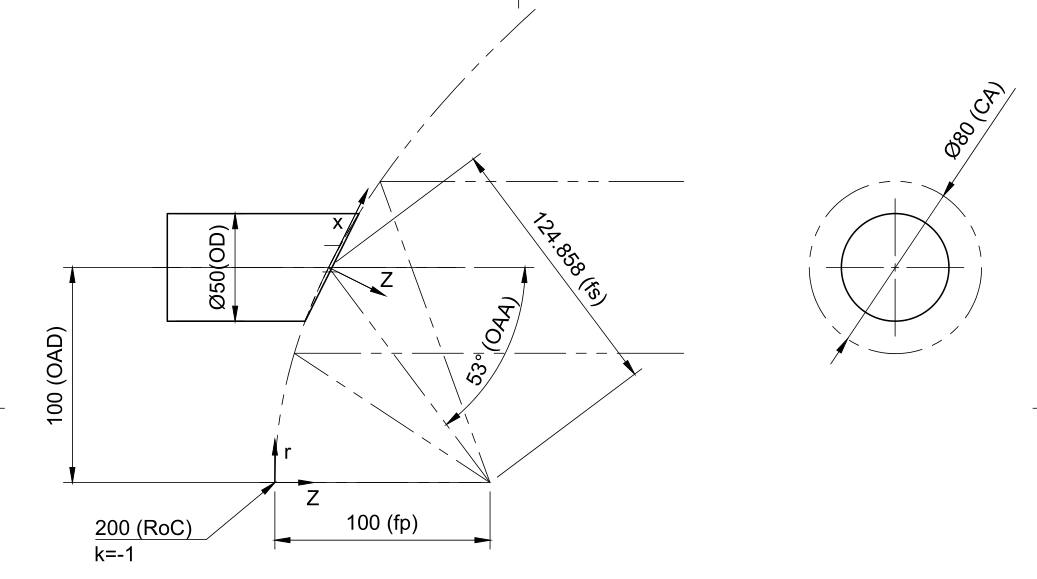 Ø80 (CA)
x
124.858 (fs)
Ø50(OD)
Z
53° (OAA)
100 (OAD)
r
Z
200 (RoC)
k=-1
100 (fp)